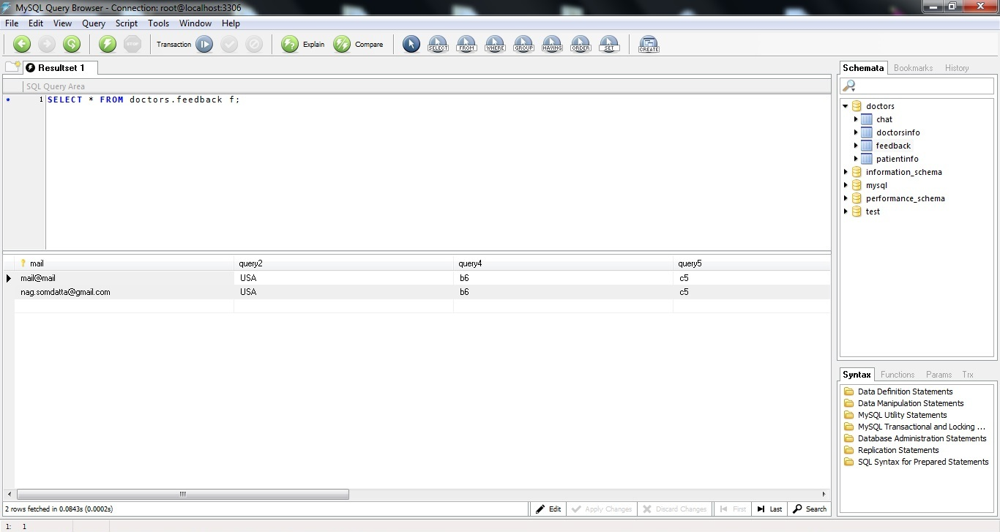 MySQL Query Browser - Connection: root@localhost:3306
File Edit View Query Script Tools Window Help
STOP Transaction Explain Compare SELECT FROM WHERE GROUP HAVING ORDER SET CREATE
Resultset 1
SQL Query Area
1 SELECT * FROM doctors.feedback f;
mail query2 query4 query5
mail@mail USA b6 c5
nag.somdatta@gmail.com USA b6 c5
2 rows fetched in 0.0843s (0.0002s) Edit Apply Changes Discard Changes First Last Search
1: 1
Schemata Bookmarks History
doctors
chat
doctorsinfo
feedback
patientinfo
information_schema
mysql
performance_schema
test
Syntax Functions Params Trx
Data Definition Statements
Data Manipulation Statements
MySQL Utility Statements
MySQL Transactional and Locking ...
Database Administration Statements
Replication Statements
SQL Syntax for Prepared Statements